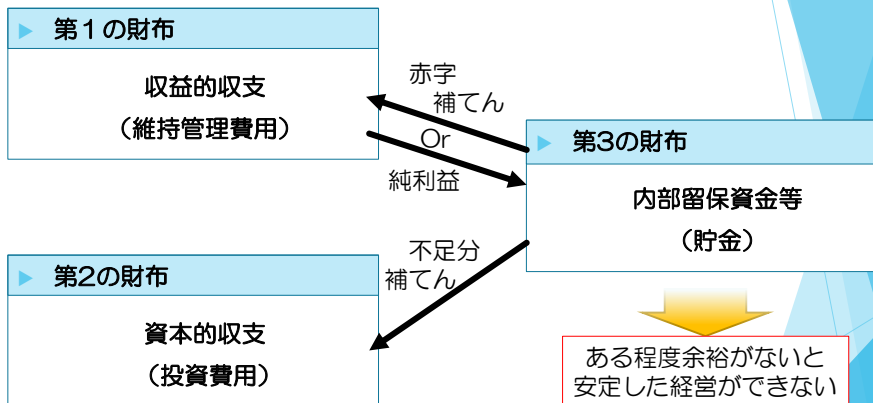 第１の財布
収益的収支
（維持管理費用）
赤字
補てん
Or
純利益
第3の財布
内部留保資金等
（貯金）
第2の財布
資本的収支
（投資費用）
不足分
補てん
ある程度余裕がないと
安定した経営ができない